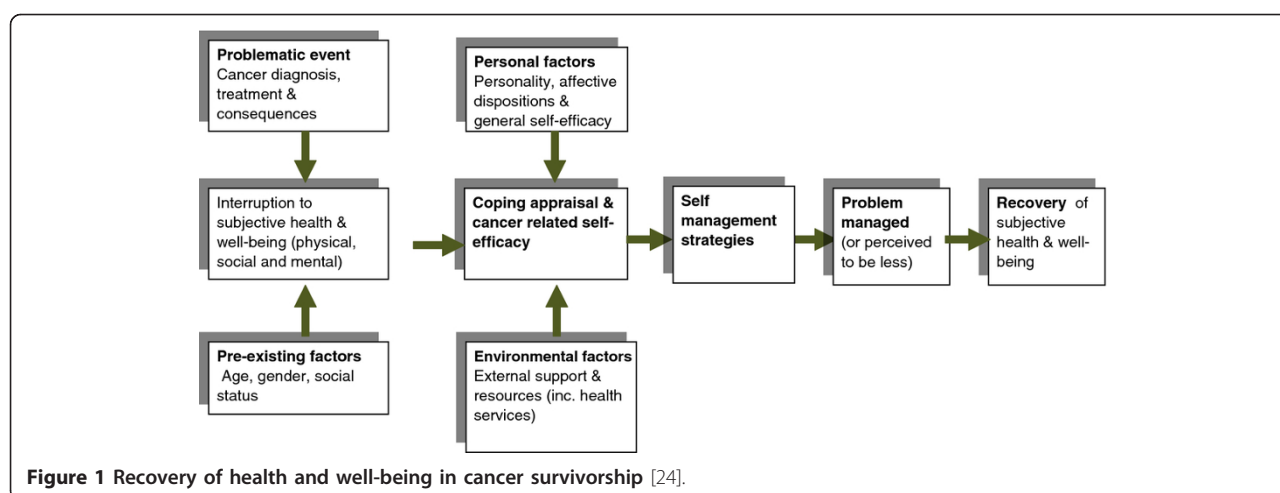 Problematic event
Cancer diagnosis,
treatment &
consequences
Personal factors
Personality, affective
dispositions &
general self-efficacy
Interruption to
subjective health &
well-being (physical,
social and mental)
Coping appraisal &
cancer related self-
efficacy
Self
management
strategies
Problem
managed
(or perceived
to be less)
Recovery of
subjective
health & well-
being
Pre-existing factors
Age, gender, social
status
Environmental factors
External support &
resources (inc. health
services)
Figure 1 Recovery of health and well-being in cancer survivorship [24].